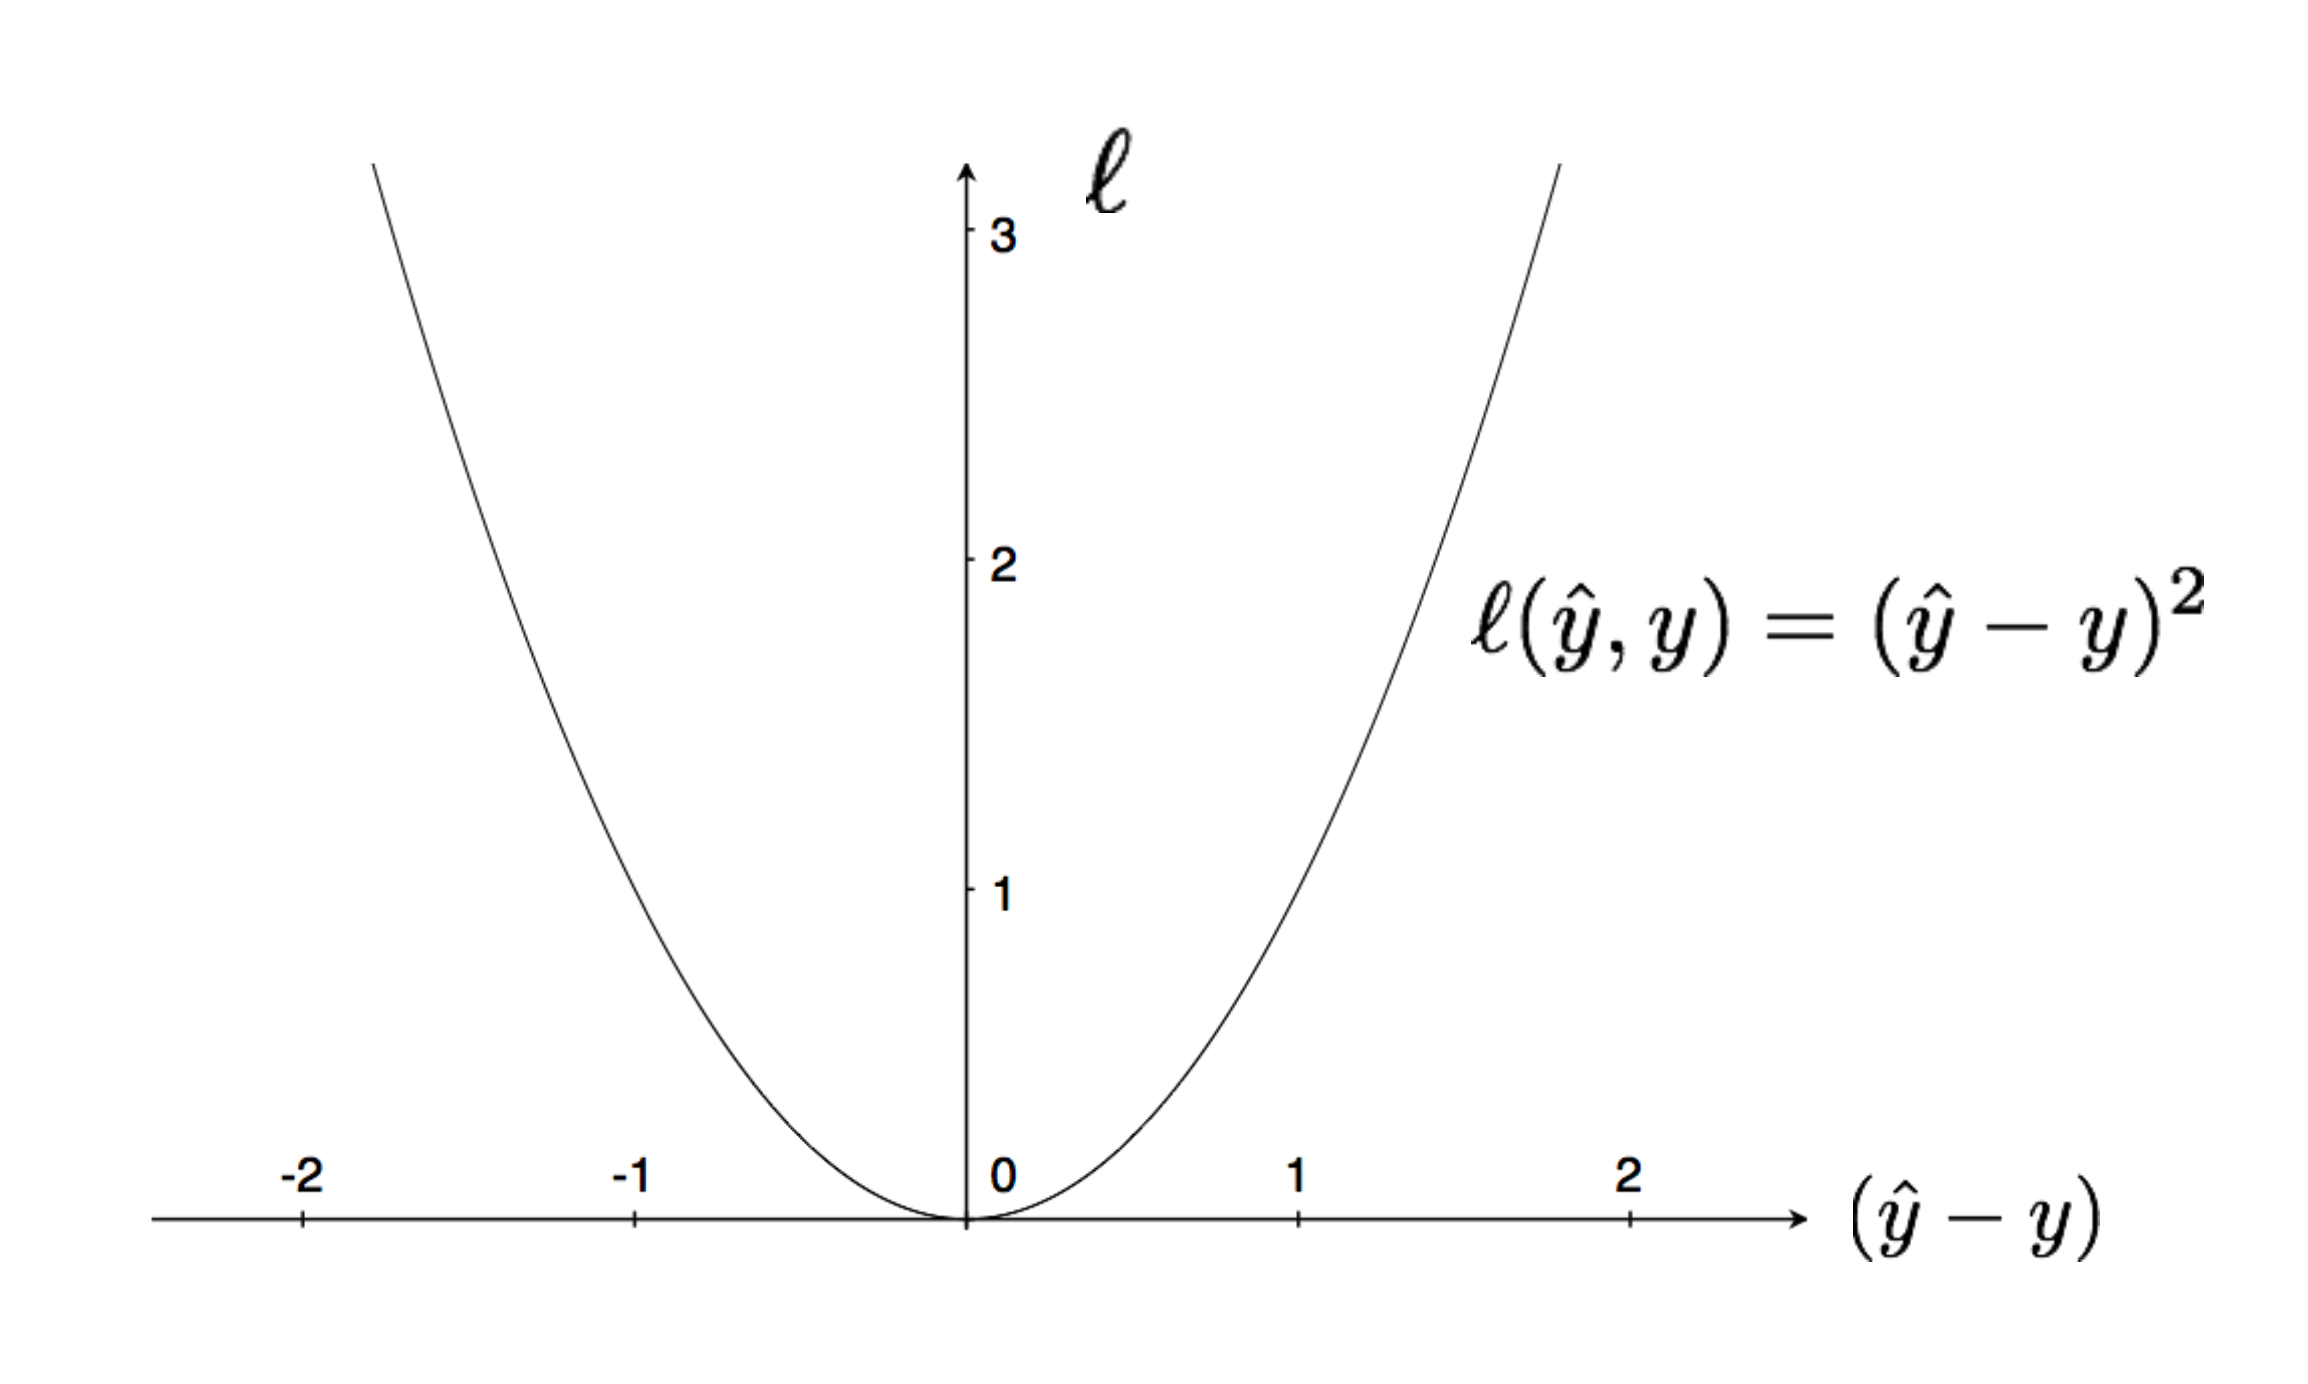 ℓ
3
2
ℓ(ŷ, y) = (ŷ − y)²
1
-2 -1 0 1 2
(ŷ − y)